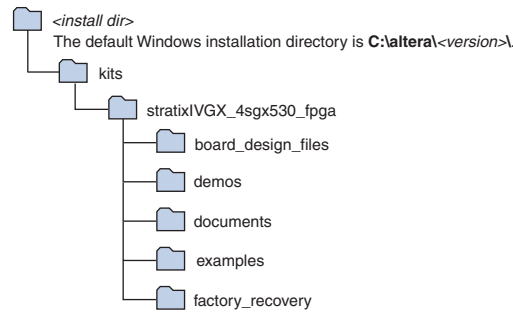 <install dir>
The default Windows installation directory is C:\altera\<version>\.
kits
stratixIVGX_4sgx530_fpga
board_design_files
demos
documents
examples
factory_recovery